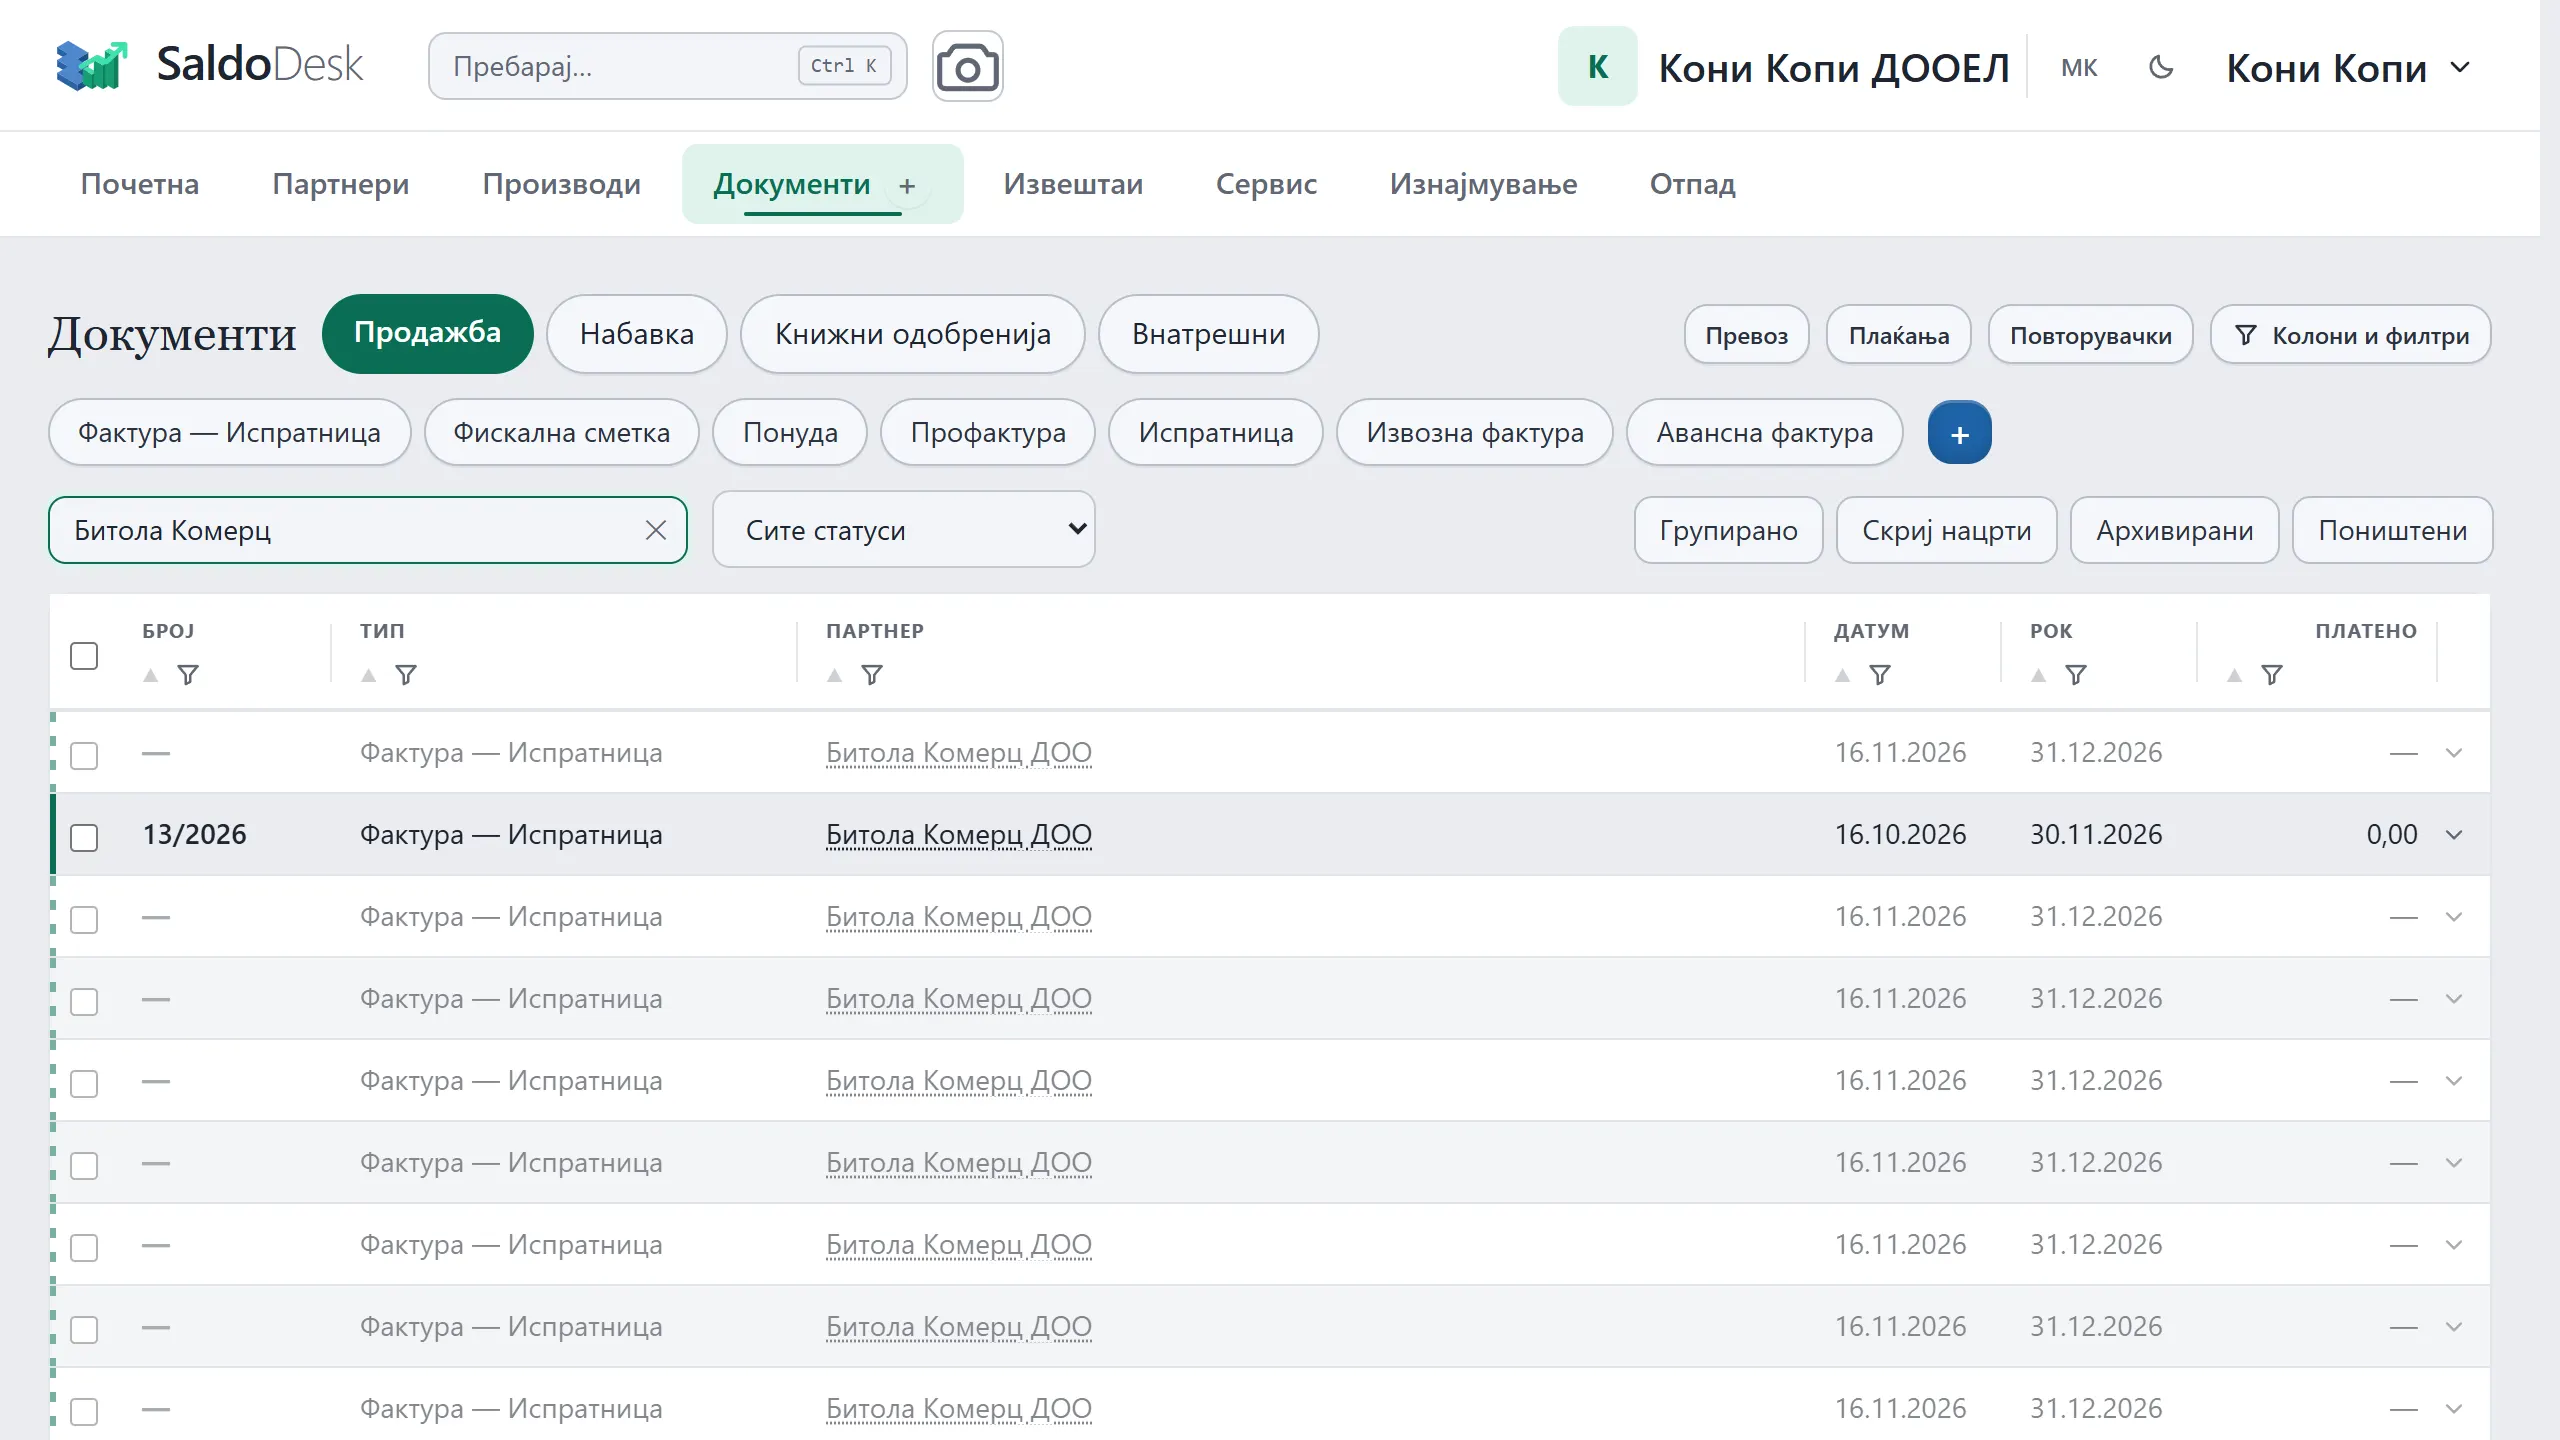 SaldoDesk Пребарај... Ctrl K К Кони Копи ДООЕЛ МК Кони Копи
Почетна Партнери Производи Документи + Извештаи Сервис Изнајмување Отпад
Документи Продажба Набавка Книжни одобренија Внатрешни Превоз Плаќања Повторувачки Колони и филтри
Фактура — Испратница Фискална сметка Понуда Профактура Испратница Извозна фактура Авансна фактура +
Битола Комерц Сите статуси Групирано Скриј нацрти Архивирани Поништени
БРОЈ ТИП ПАРТНЕР ДАТУМ РОК ПЛАТЕНО
— Фактура — Испратница Битола Комерц ДОО 16.11.2026 31.12.2026 —
13/2026 Фактура — Испратница Битола Комерц ДОО 16.10.2026 30.11.2026 0,00
— Фактура — Испратница Битола Комерц ДОО 16.11.2026 31.12.2026 —
— Фактура — Испратница Битола Комерц ДОО 16.11.2026 31.12.2026 —
— Фактура — Испратница Битола Комерц ДОО 16.11.2026 31.12.2026 —
— Фактура — Испратница Битола Комерц ДОО 16.11.2026 31.12.2026 —
— Фактура — Испратница Битола Комерц ДОО 16.11.2026 31.12.2026 —
— Фактура — Испратница Битола Комерц ДОО 16.11.2026 31.12.2026 —
— Фактура — Испратница Битола Комерц ДОО 16.11.2026 31.12.2026 —